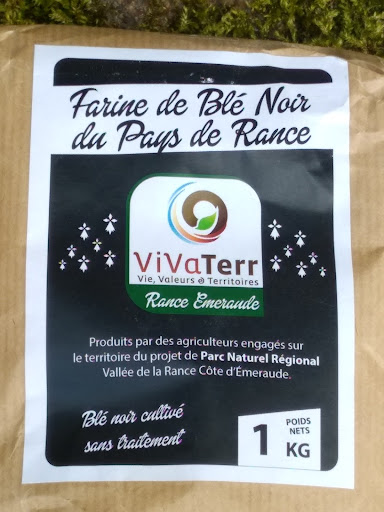 Farine de Blé Noir
du Pays de Rance
ViVaTerr
Vie, Valeurs & Territoires
Rance Émeraude
Produits par des agriculteurs engagés sur
le territoire du projet de Parc Naturel Régional
Vallée de la Rance Côte d'Émeraude.
Blé noir cultivé
sans traitement
1 POIDS
NETS
KG